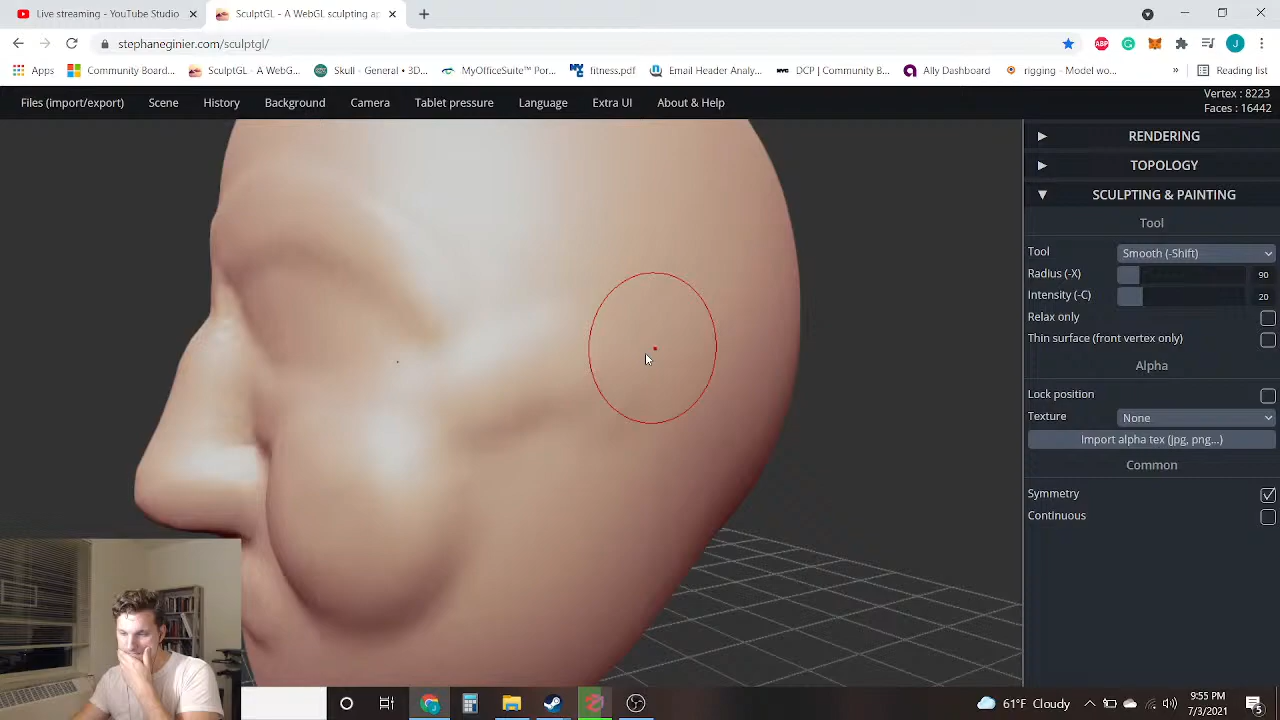 Live streaming - YouTube Studio
SculptGL - A WebGL sculpting ap
stephaneginier.com/sculptgl/
Apps
Community Board...
SculptGL - A WebG...
Skull - General • 3D...
MyOfficeSuite™ Por...
fitness.pdf
Email Header Analy...
DCP | Community B...
Ally Dashboard
rigging - Model wo...
»
Reading list
Files (import/export)
Scene
History
Background
Camera
Tablet pressure
Language
Extra UI
About & Help
Vertex : 8223
Faces : 16442
RENDERING
TOPOLOGY
SCULPTING & PAINTING
Tool
Tool Smooth (-Shift)
Radius (-X) 90
Intensity (-C) 20
Relax only
Thin surface (front vertex only)
Alpha
Lock position
Texture None
Import alpha tex (jpg, png...)
Common
Symmetry
Continuous
61°F Cloudy
9:55 PM
7/3/2021